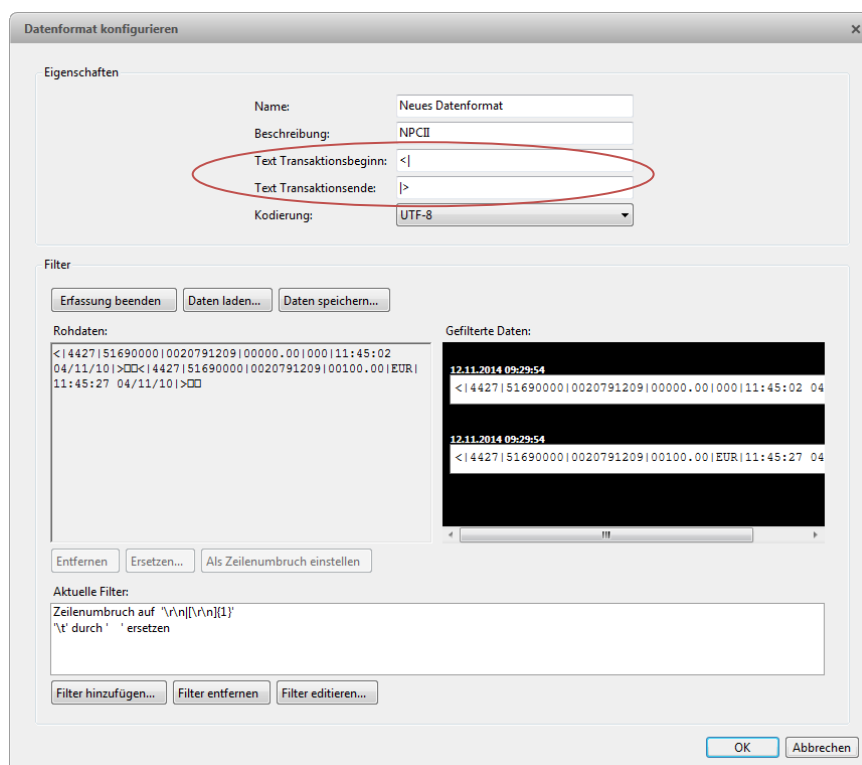 Datenformat konfigurieren
Eigenschaften
Name: Neues Datenformat
Beschreibung: NPCII
Text Transaktionsbeginn: <|
Text Transaktionsende: |>
Kodierung: UTF-8
Filter
Erfassung beenden Daten laden... Daten speichern...
Rohdaten:
<|4427|51690000|0020791209|00000.00|000|11:45:02
04/11/10|>□□<|4427|51690000|0020791209|00100.00|EUR|
11:45:27 04/11/10|>□□
Gefilterte Daten:
12.11.2014 09:29:54
<|4427|51690000|0020791209|00000.00|000|11:45:02 04
12.11.2014 09:29:54
<|4427|51690000|0020791209|00100.00|EUR|11:45:27 04
Entfernen Ersetzen... Als Zeilenumbruch einstellen
Aktuelle Filter:
Zeilenumbruch auf '\r\n|[\r\n]{1}'
'\t' durch '    ' ersetzen
Filter hinzufügen... Filter entfernen Filter editieren...
OK Abbrechen